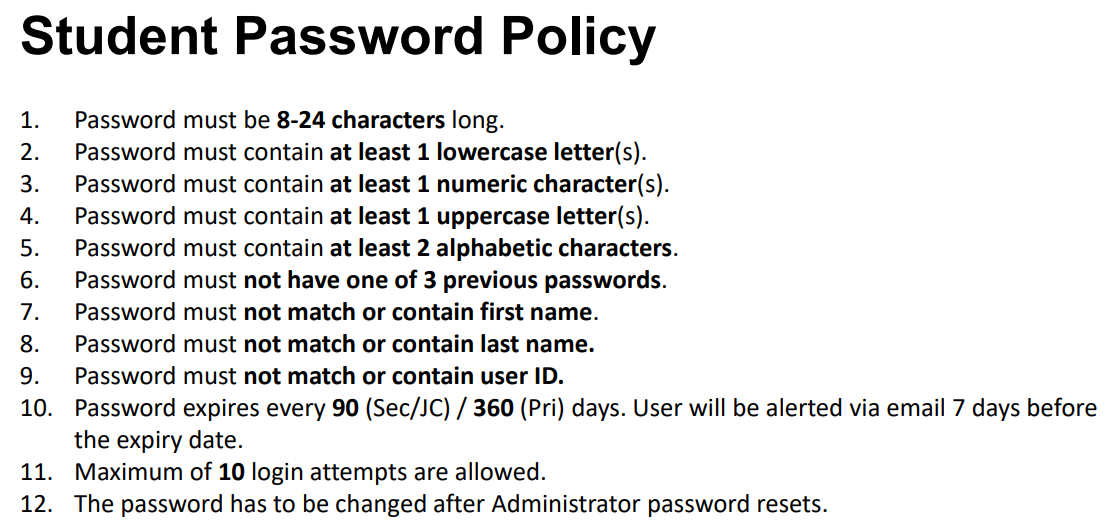 Student Password Policy
1. Password must be 8-24 characters long.
2. Password must contain at least 1 lowercase letter(s).
3. Password must contain at least 1 numeric character(s).
4. Password must contain at least 1 uppercase letter(s).
5. Password must contain at least 2 alphabetic characters.
6. Password must not have one of 3 previous passwords.
7. Password must not match or contain first name.
8. Password must not match or contain last name.
9. Password must not match or contain user ID.
10. Password expires every 90 (Sec/JC) / 360 (Pri) days. User will be alerted via email 7 days before
the expiry date.
11. Maximum of 10 login attempts are allowed.
12. The password has to be changed after Administrator password resets.